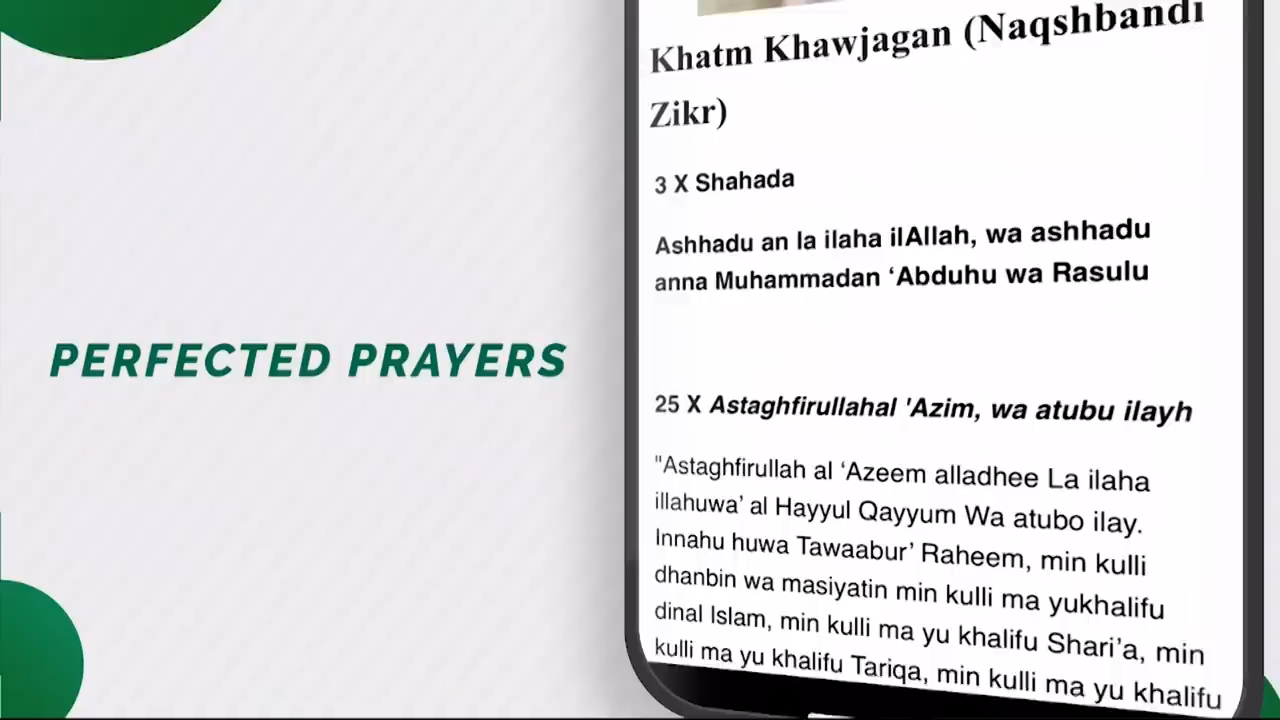 PERFECTED PRAYERS
Khatm Khawjagan (Naqshbandi
Zikr)
3 X Shahada
Ashhadu an la ilaha ilAllah, wa ashhadu
anna Muhammadan ‘Abduhu wa Rasulu
25 X Astaghfirullahal 'Azim, wa atubu ilayh
"Astaghfirullah al ‘Azeem alladhee La ilaha
illahuwa’ al Hayyul Qayyum Wa atubo ilay.
Innahu huwa Tawaabur’ Raheem, min kulli
dhanbin wa masiyatin min kulli ma yukhalifu
dinal Islam, min kulli ma yu khalifu Shari’a, min
kulli ma yu khalifu Tariqa, min kulli ma yu khalifu